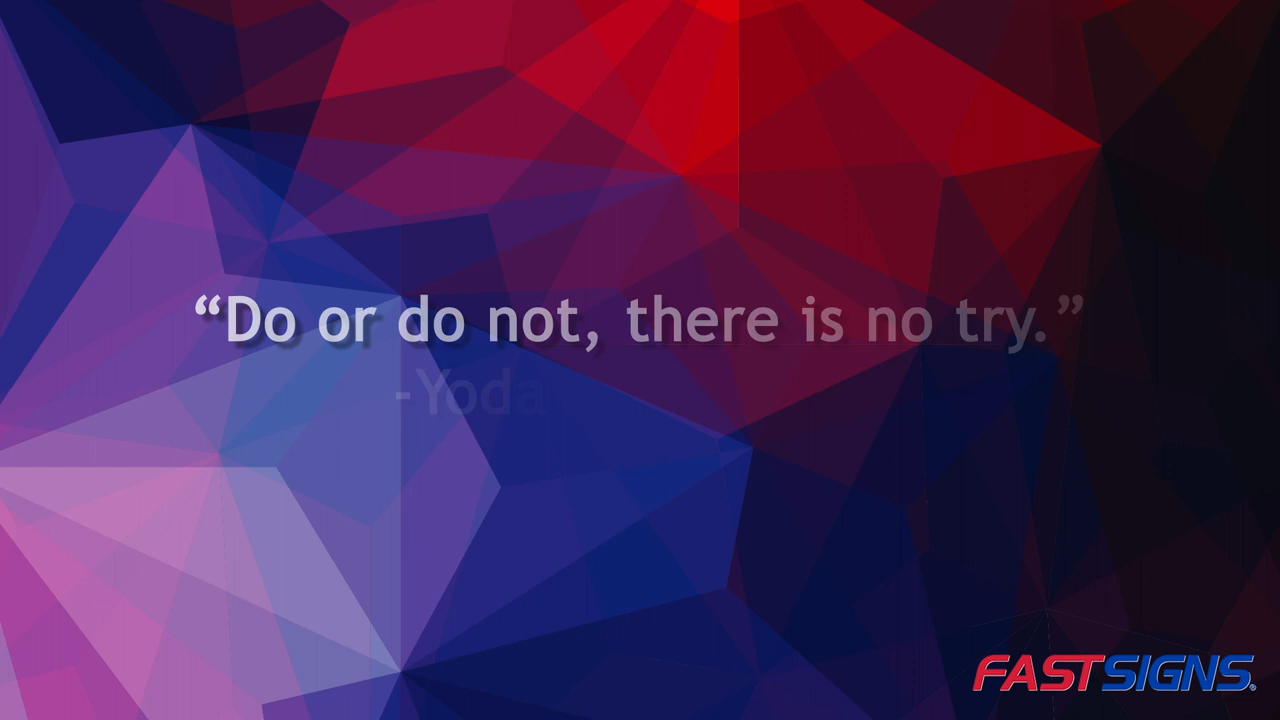 “Do or do not, there is no try.”
-Yoda
FASTSIGNS®